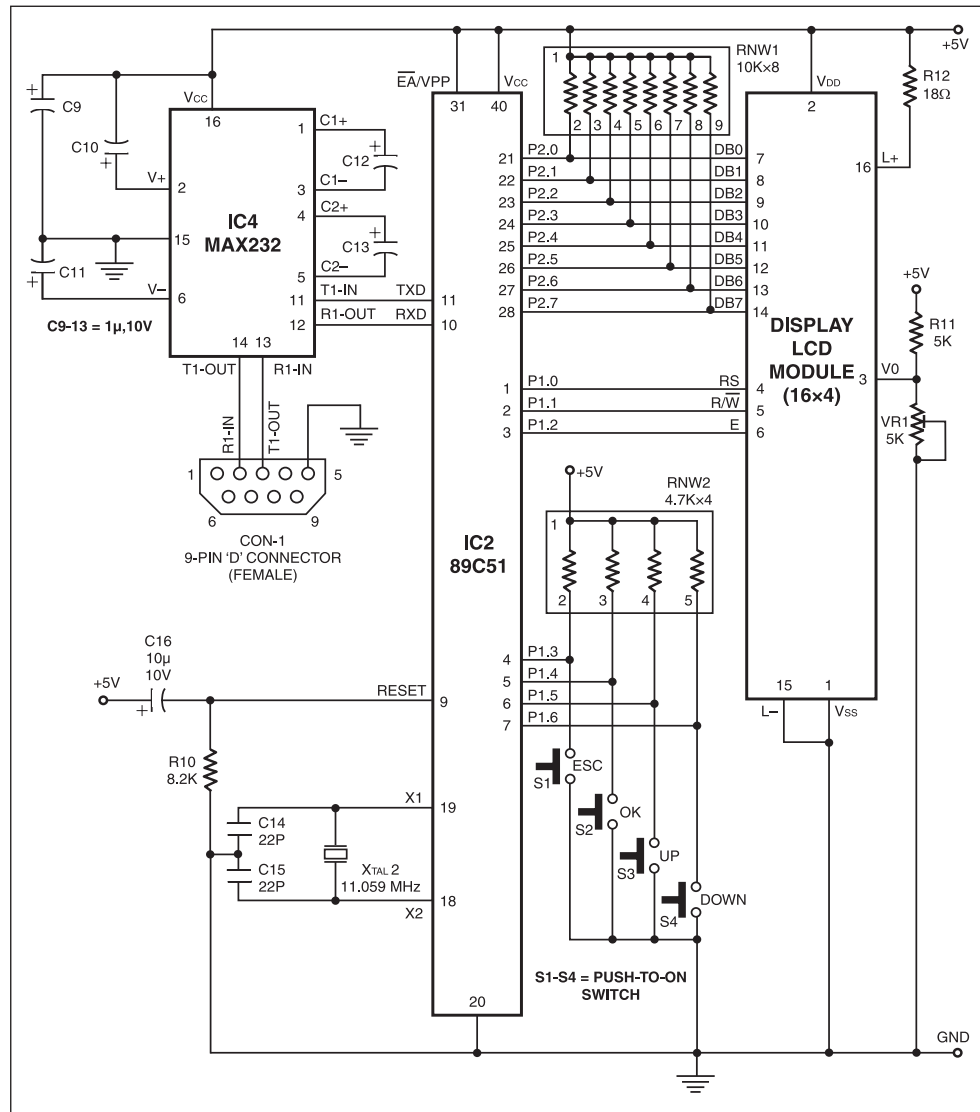 +5V
RNW1
10K×8
R12
18Ω
EA/VPP
VCC
VDD
31
40
1
2
2 3 4 5 6 7 8 9
C9
C10
VCC
16
V+
2
IC4
MAX232
15
C11
V–
6
C9-13 = 1µ,10V
1
C1+
C12
3
C1–
4
C2+
C13
5
C2–
11
T1-IN
TXD
11
12
R1-OUT
RXD
10
14
13
T1-OUT
R1-IN
R1-IN
T1-OUT
1
5
6
9
CON-1
9-PIN ‘D’ CONNECTOR
(FEMALE)
21
P2.0
DB0
7
22
P2.1
DB1
8
23
P2.2
DB2
9
24
P2.3
DB3
10
25
P2.4
DB4
11
26
P2.5
DB5
12
27
P2.6
DB6
13
28
P2.7
DB7
14
16
L+
DISPLAY
LCD
MODULE
(16×4)
+5V
R11
5K
3
V0
VR1
5K
1
P1.0
RS
4
2
P1.1
R/W
5
3
P1.2
E
6
IC2
89C51
+5V
RNW2
4.7K×4
1
2
3
4
5
4
P1.3
5
P1.4
6
P1.5
7
P1.6
15
1
L–
VSS
C16
10µ
10V
+5V
RESET
9
R10
8.2K
X1
19
C14
22P
C15
22P
XTAL 2
11.059 MHz
18
X2
S1
ESC
S2
OK
S3
UP
S4
DOWN
S1-S4 = PUSH-TO-ON
SWITCH
20
GND